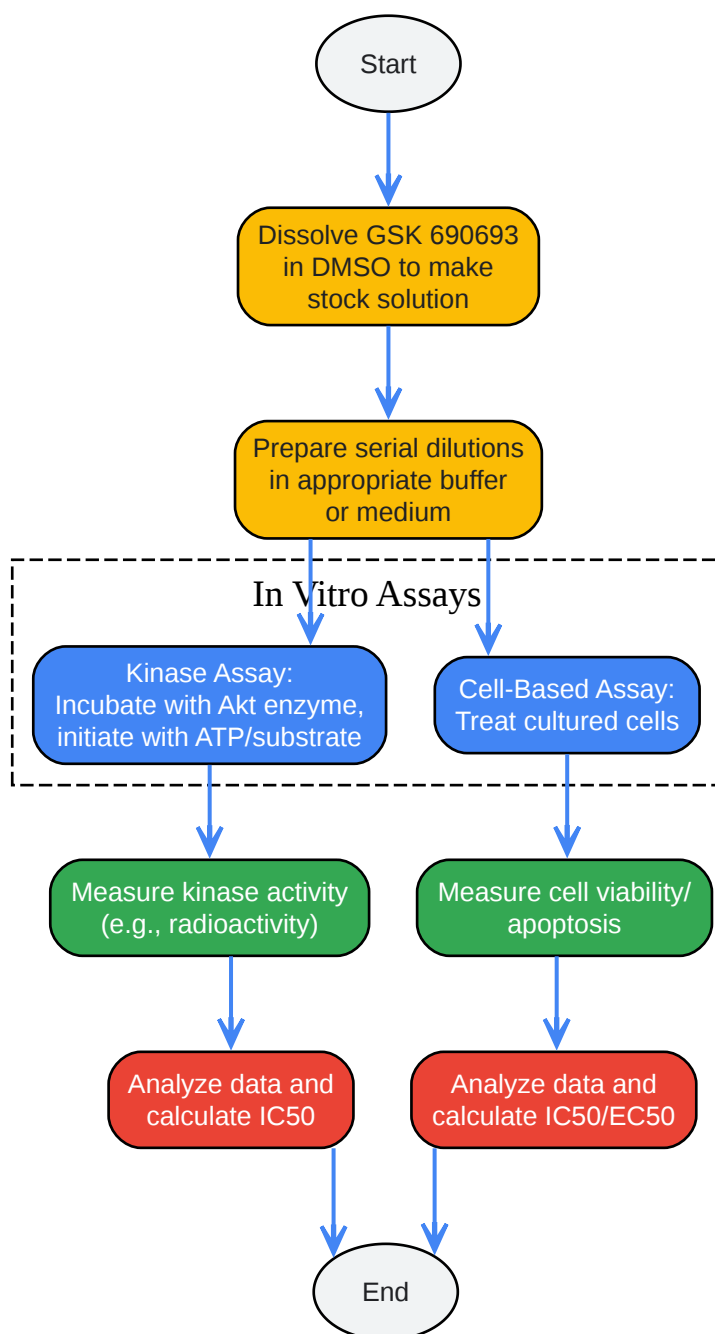 Start
Dissolve GSK 690693
in DMSO to make
stock solution
Prepare serial dilutions
in appropriate buffer
or medium
In Vitro Assays
Kinase Assay:
Incubate with Akt enzyme,
initiate with ATP/substrate
Cell-Based Assay:
Treat cultured cells
Measure kinase activity
(e.g., radioactivity)
Measure cell viability/
apoptosis
Analyze data and
calculate IC50
Analyze data and
calculate IC50/EC50
End